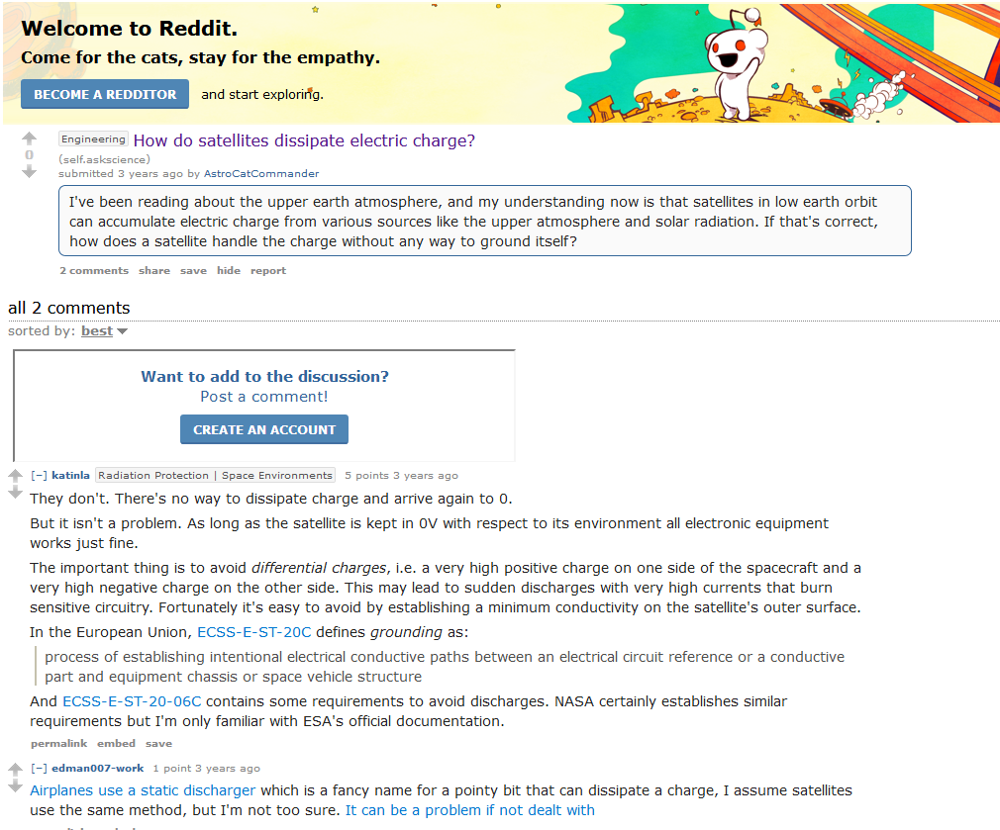 Welcome to Reddit.
Come for the cats, stay for the empathy.
BECOME A REDDITOR and start exploring.
Engineering How do satellites dissipate electric charge?
0
(self.askscience)
submitted 3 years ago by AstroCatCommander
I've been reading about the upper earth atmosphere, and my understanding now is that satellites in low earth orbit
can accumulate electric charge from various sources like the upper atmosphere and solar radiation. If that's correct,
how does a satellite handle the charge without any way to ground itself?
2 comments share save hide report
all 2 comments
sorted by: best
Want to add to the discussion?
Post a comment!
CREATE AN ACCOUNT
[–] katinla Radiation Protection | Space Environments 5 points 3 years ago
They don't. There's no way to dissipate charge and arrive again to 0.
But it isn't a problem. As long as the satellite is kept in 0V with respect to its environment all electronic equipment
works just fine.
The important thing is to avoid differential charges, i.e. a very high positive charge on one side of the spacecraft and a
very high negative charge on the other side. This may lead to sudden discharges with very high currents that burn
sensitive circuitry. Fortunately it's easy to avoid by establishing a minimum conductivity on the satellite's outer surface.
In the European Union, ECSS-E-ST-20C defines grounding as:
process of establishing intentional electrical conductive paths between an electrical circuit reference or a conductive
part and equipment chassis or space vehicle structure
And ECSS-E-ST-20-06C contains some requirements to avoid discharges. NASA certainly establishes similar
requirements but I'm only familiar with ESA's official documentation.
permalink embed save
[–] edman007-work 1 point 3 years ago
Airplanes use a static discharger which is a fancy name for a pointy bit that can dissipate a charge, I assume satellites
use the same method, but I'm not too sure. It can be a problem if not dealt with